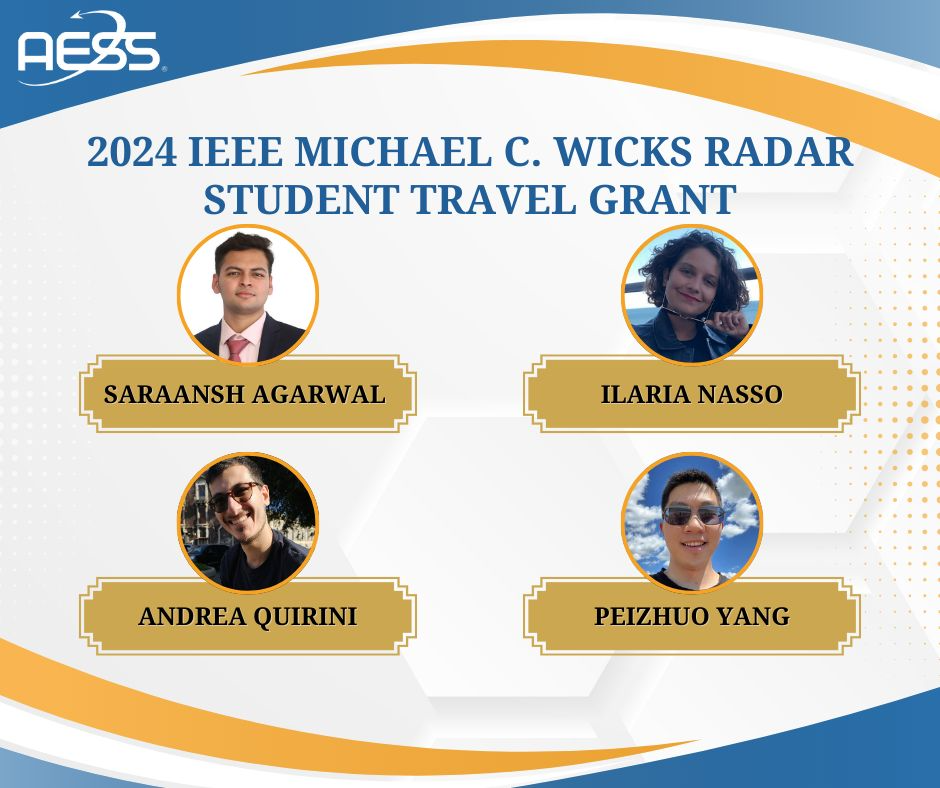 AESS®
2024 IEEE MICHAEL C. WICKS RADAR
STUDENT TRAVEL GRANT
SARAANSH AGARWAL
ILARIA NASSO
ANDREA QUIRINI
PEIZHUO YANG